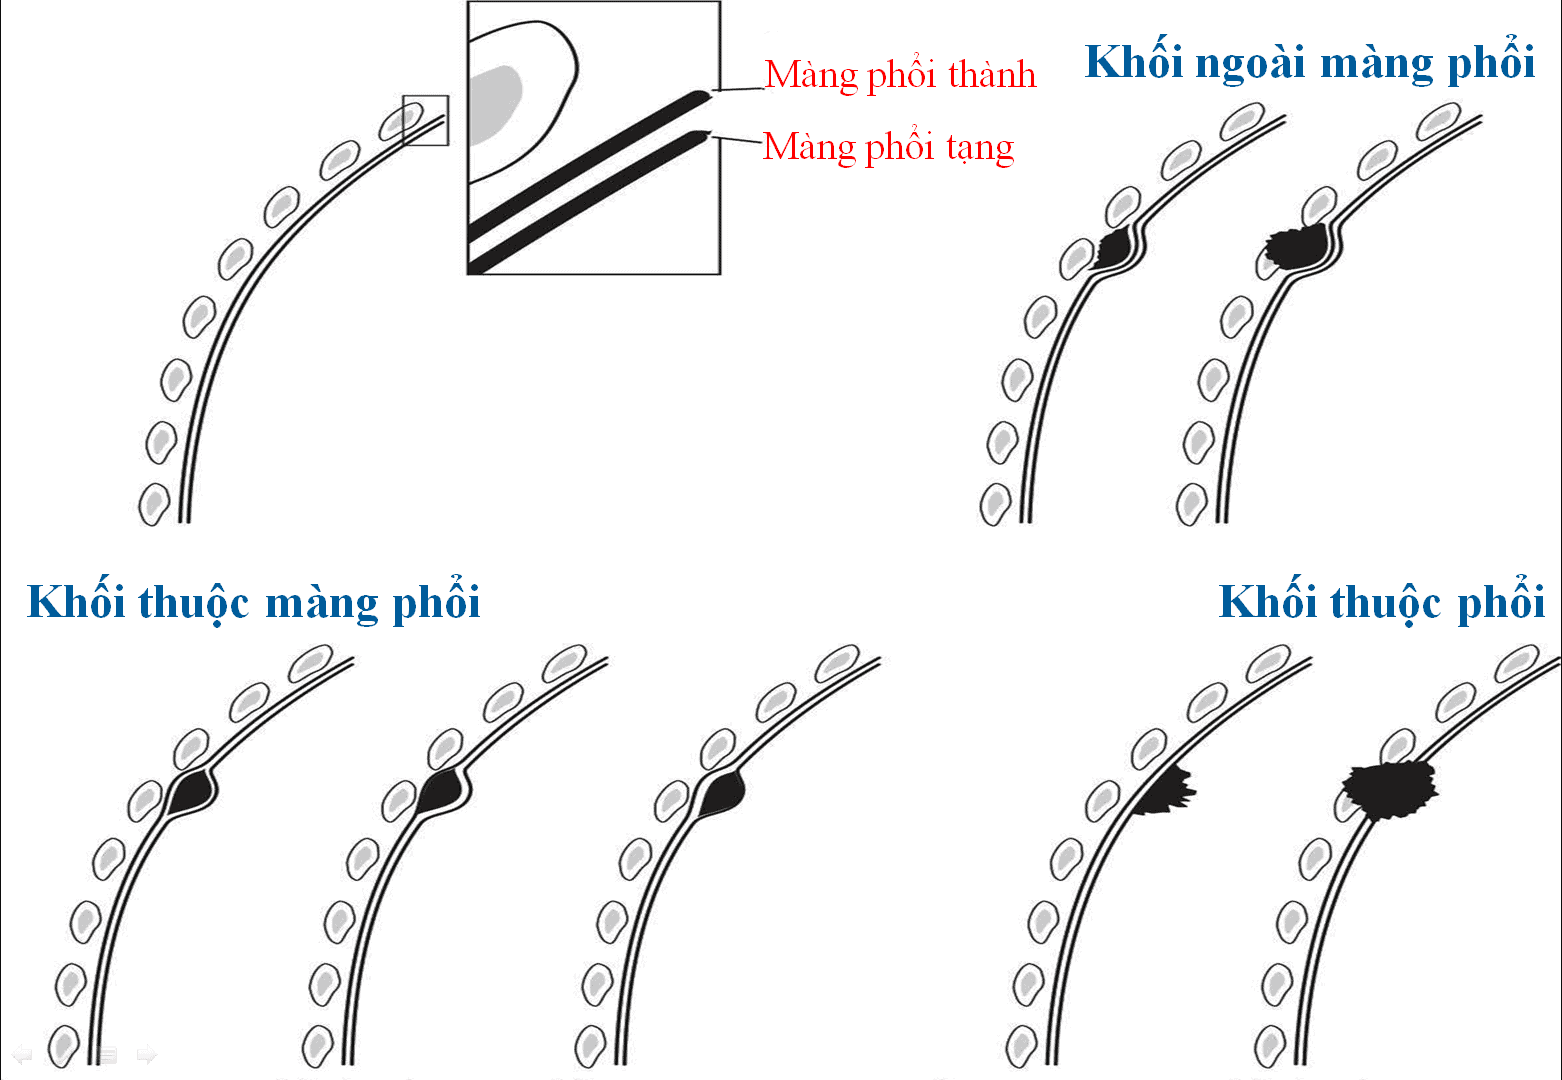 Màng phổi thành
Khối ngoài màng phổi
Màng phổi tạng
Khối thuộc màng phổi
Khối thuộc phổi